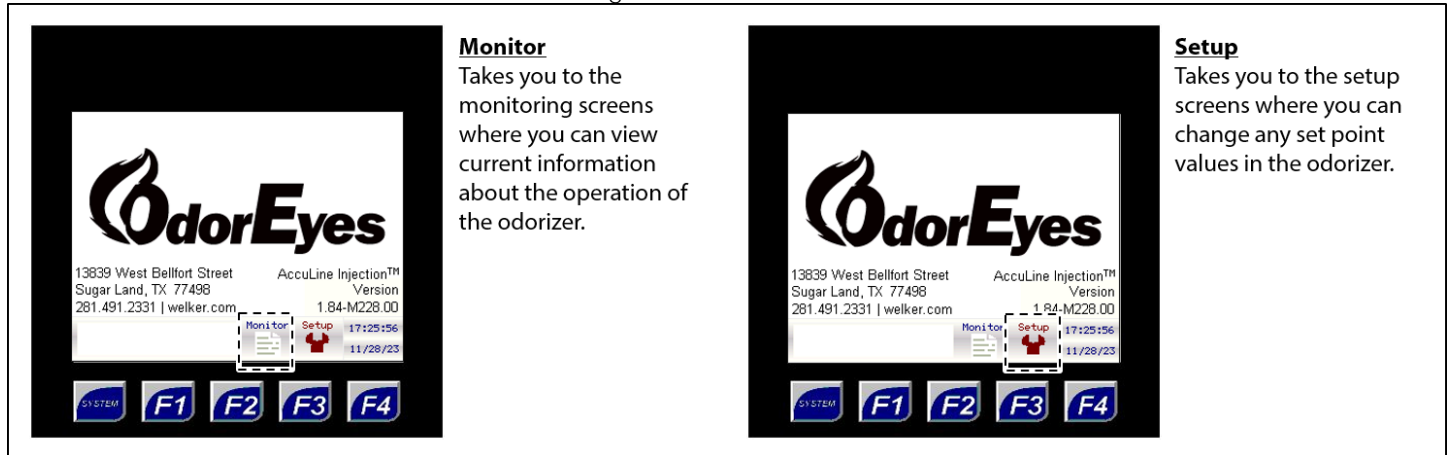 Monitor
Takes you to the
monitoring screens
where you can view
current information
about the operation of
the odorizer.
OdorEyes
13839 West Bellfort Street
Sugar Land, TX 77498
281.491.2331 | welker.com
AccuLine Injection™
Version
1.84-M228.00
Monitor
Setup
17:25:56
11/28/23
SYSTEM
F1
F2
F3
F4
Setup
Takes you to the setup
screens where you can
change any set point
values in the odorizer.
OdorEyes
13839 West Bellfort Street
Sugar Land, TX 77498
281.491.2331 | welker.com
AccuLine Injection™
Version
1.84-M228.00
Monitor
Setup
17:25:56
11/28/23
SYSTEM
F1
F2
F3
F4